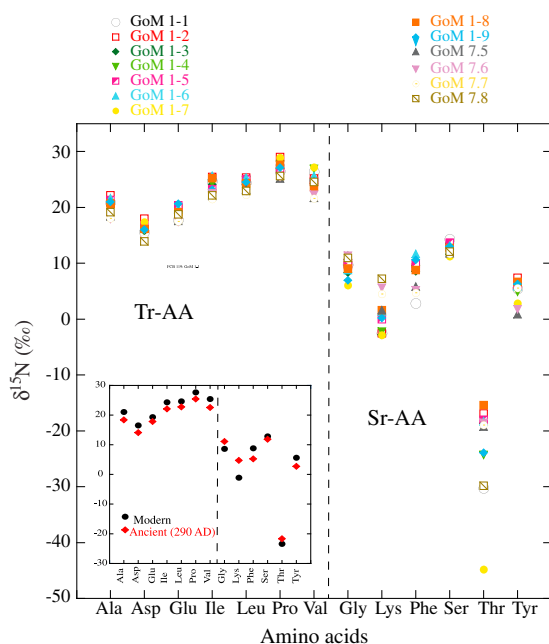 GoM 1-1
GoM 1-2
GoM 1-3
GoM 1-4
GoM 1-5
GoM 1-6
GoM 1-7
GoM 1-8
GoM 1-9
GoM 7.5
GoM 7.6
GoM 7.7
GoM 7.8
30
20
10
0
-10
-20
-30
-40
-50
δ¹⁵N (‰)
Tr-AA
Sr-AA
30
20
10
0
-10
-20
-30
Modern
Ancient (290 AD)
Ala
Asp
Glu
Ile
Leu
Pro
Val
Gly
Lys
Phe
Ser
Thr
Tyr
Ala Asp Glu Ile Leu Pro Val Gly Lys Phe Ser Thr Tyr
Amino acids